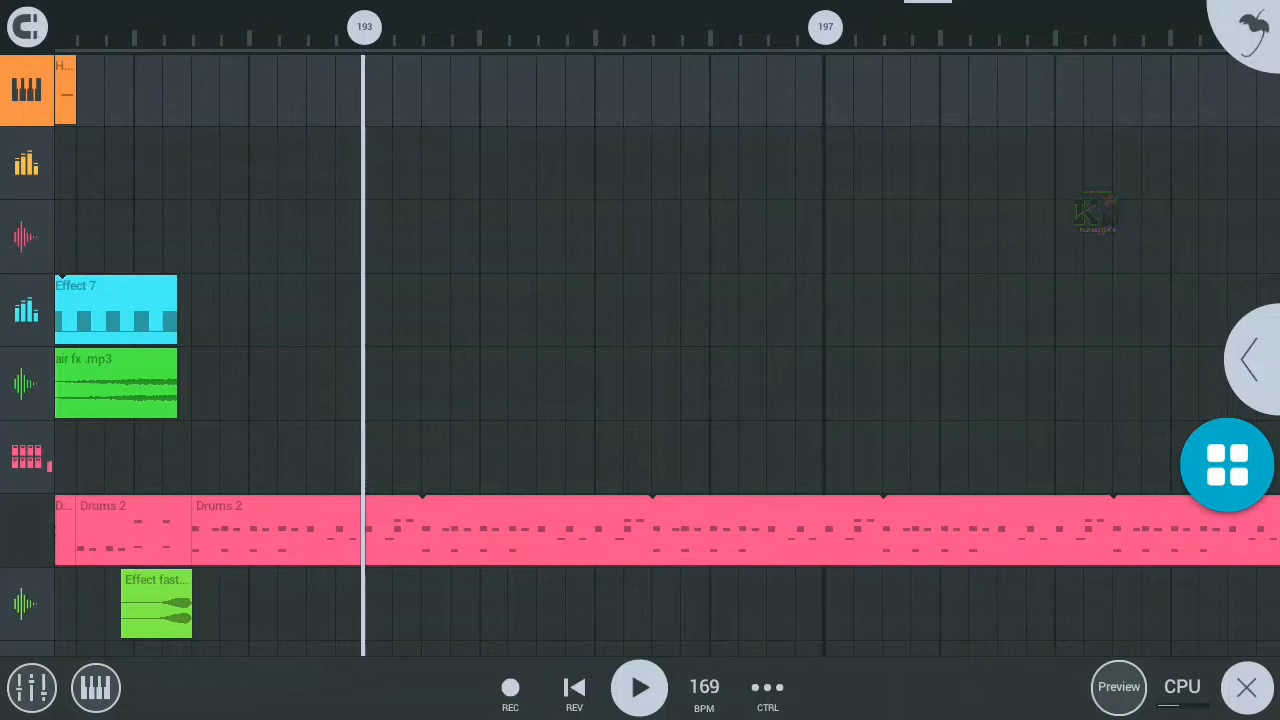 193
197
H...
Effect 7
air fx .mp3
D...
Drums 2
Drums 2
Effect fast...
REC
REV
169
BPM
CTRL
Preview
CPU